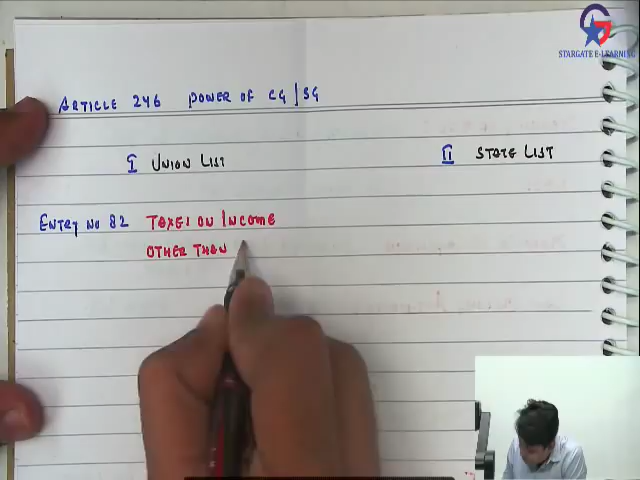 STARGATE E-LEARNING
ARTICLE 246 POWER OF CG | SG
I UNION LIST
II STATE LIST
ENTRY NO 82 TAXES ON INCOME
OTHER THAN